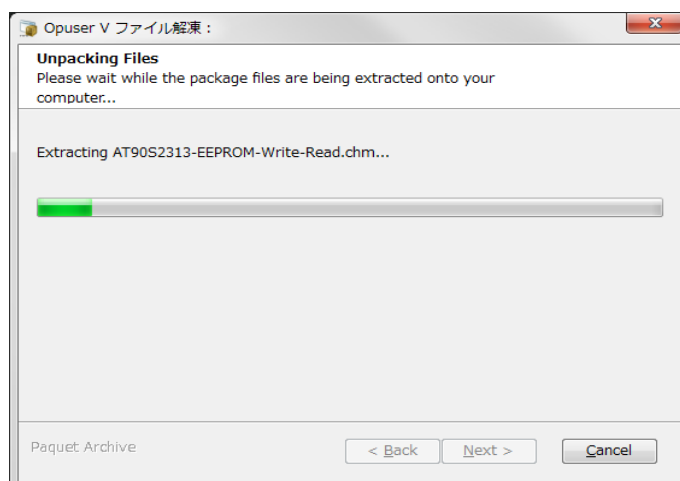 Opuser V ファイル解凍 :
Unpacking Files
Please wait while the package files are being extracted onto your
computer...
Extracting AT90S2313-EEPROM-Write-Read.chm...
Paquet Archive
< Back
Next >
Cancel